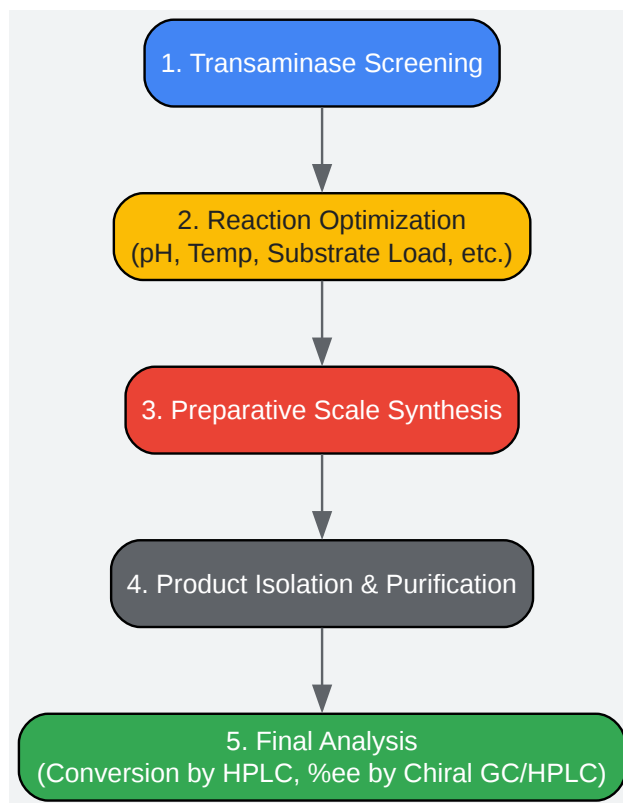 1. Transaminase Screening
2. Reaction Optimization
(pH, Temp, Substrate Load, etc.)
3. Preparative Scale Synthesis
4. Product Isolation & Purification
5. Final Analysis
(Conversion by HPLC, %ee by Chiral GC/HPLC)